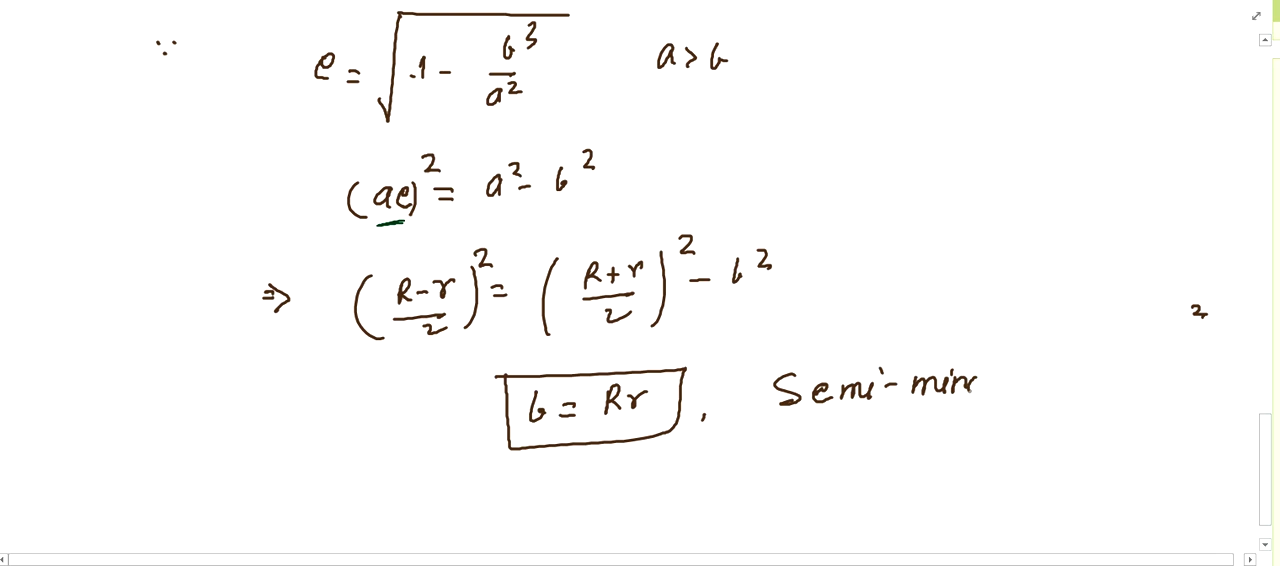 ∵ e = √(1 - b³/a²) a > b
(ae)² = a² - b²
⇒ ((R-r)/2)² = ((R+r)/2)² - b²
2
b = Rr . Semi-min